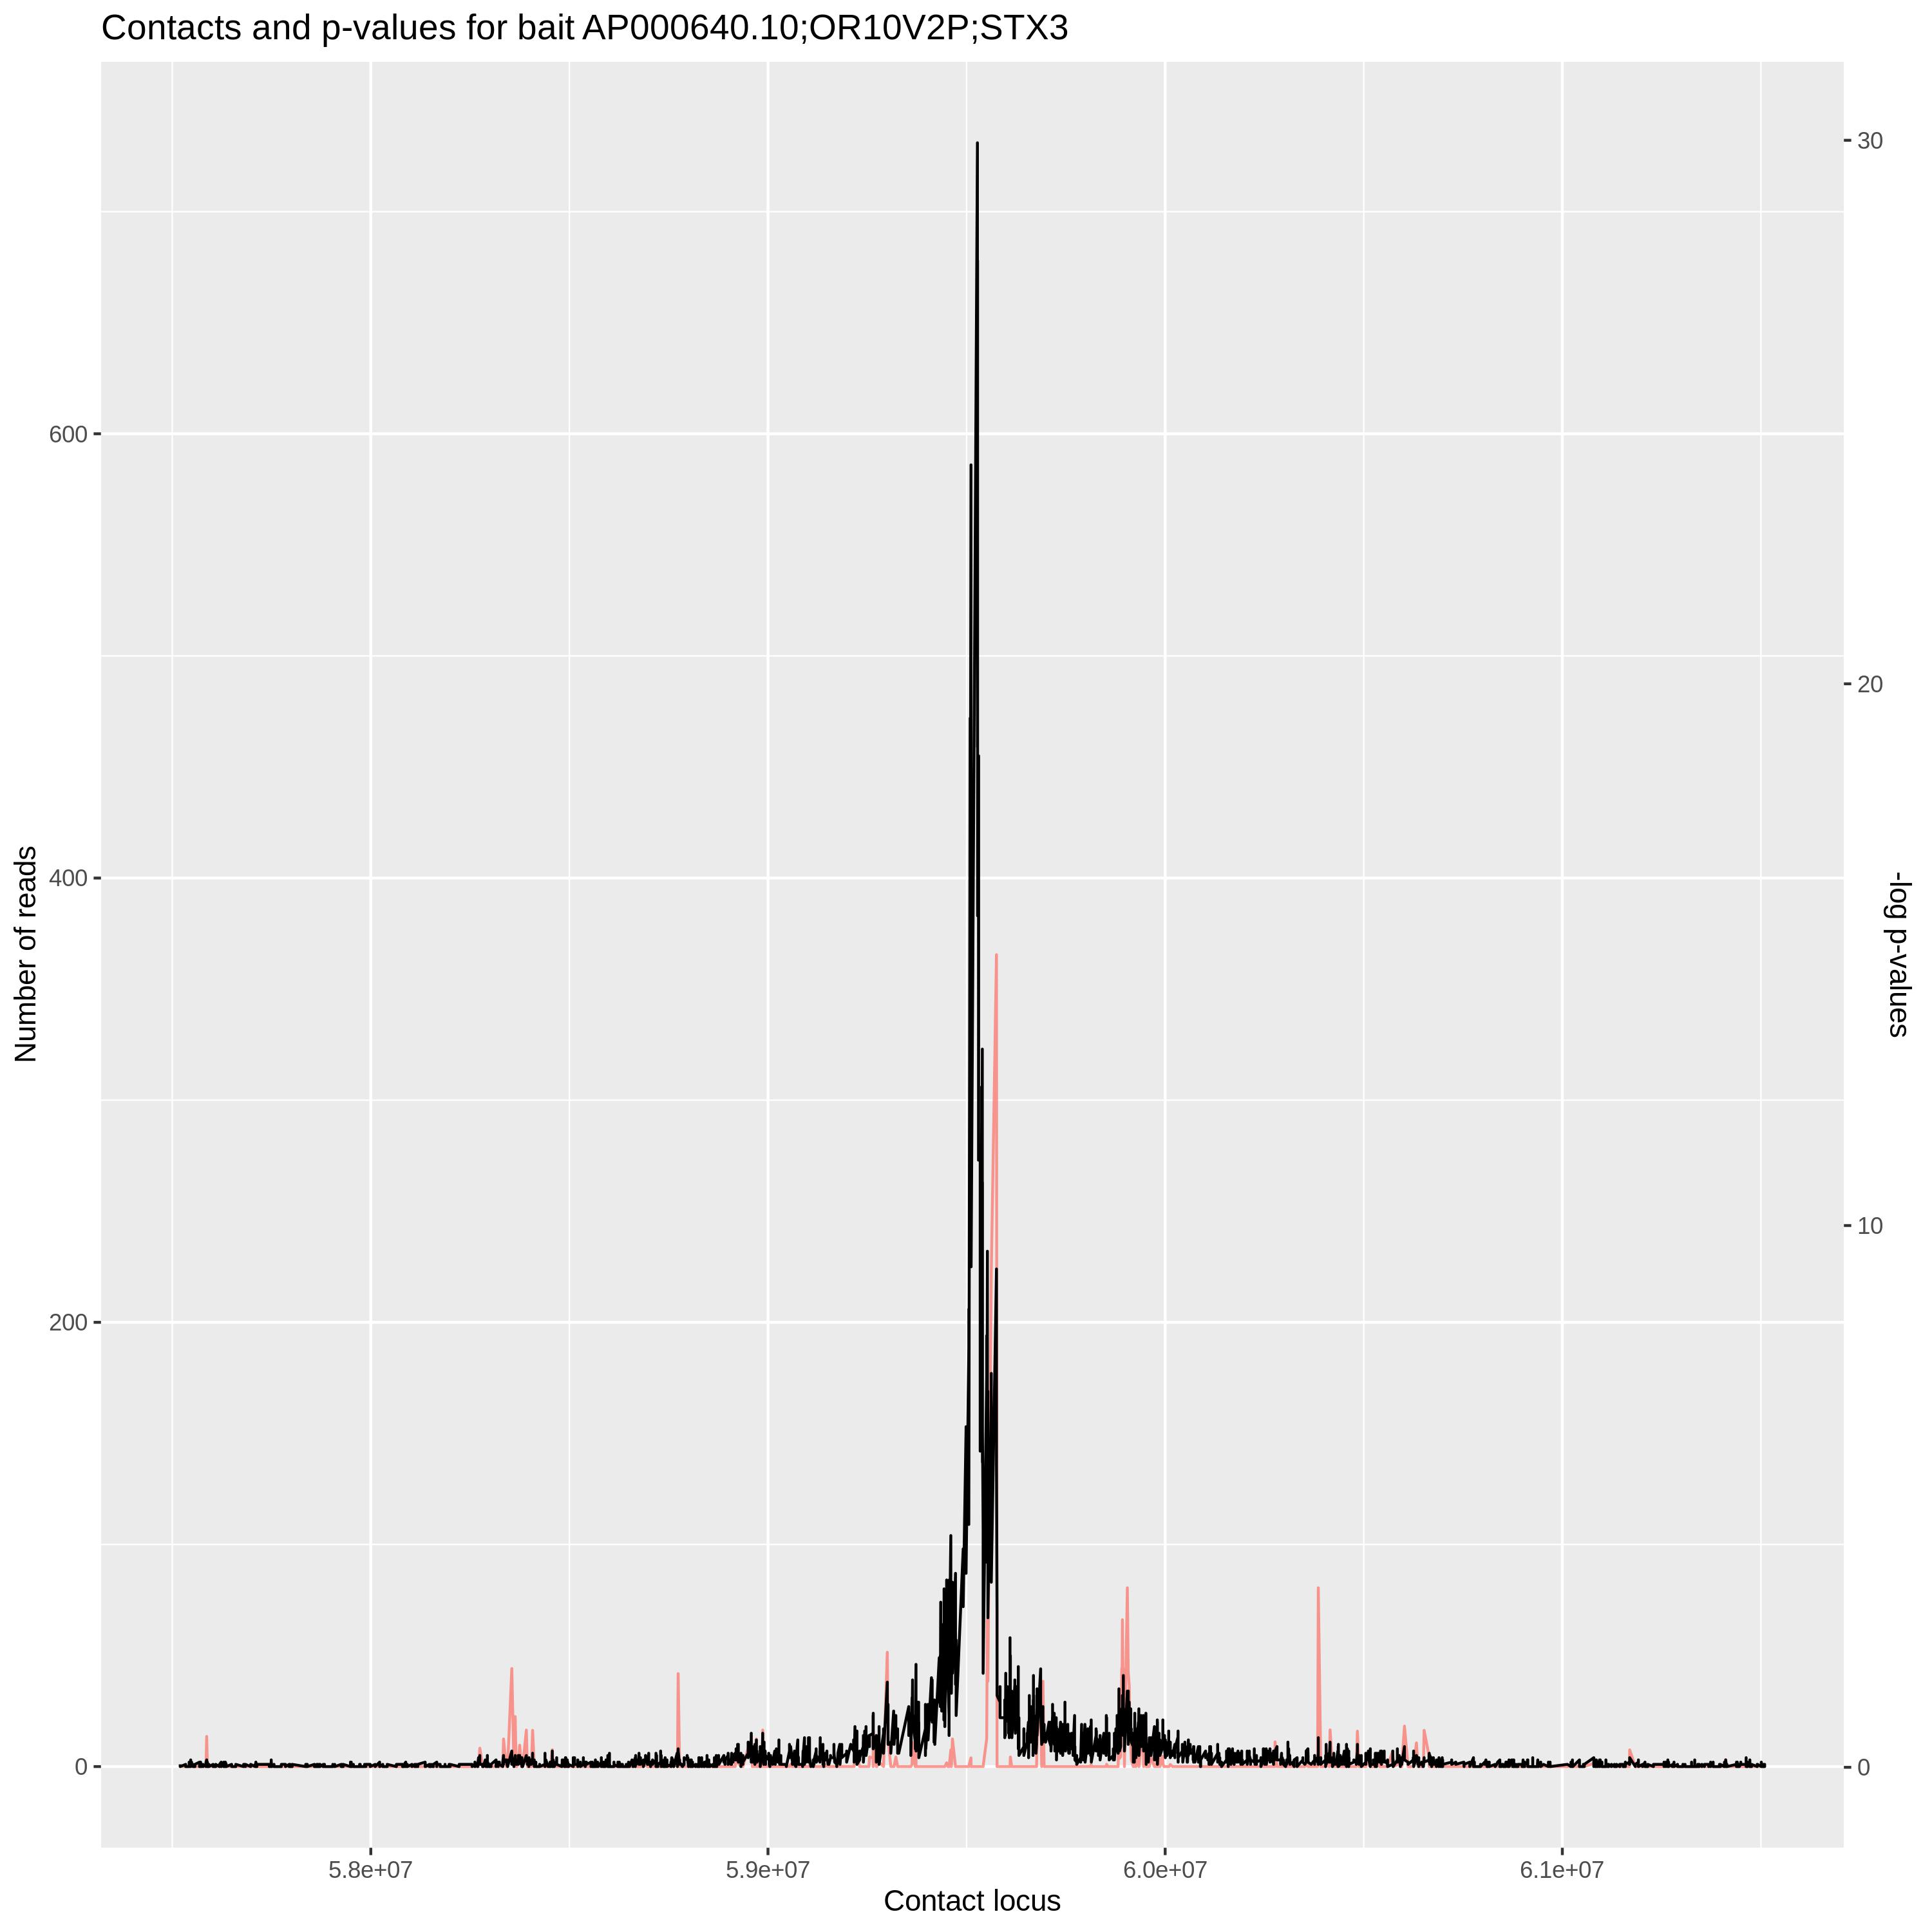 Contacts and p-values for bait AP000640.10;OR10V2P;STX3
30
600
20
400
Number of reads
-log p-values
10
200
0
0
5.8e+07
5.9e+07
6.0e+07
6.1e+07
Contact locus